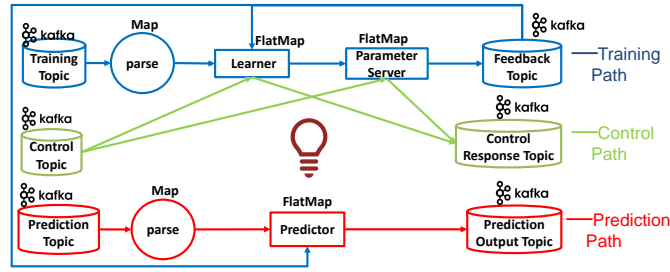 kafka
Training
Topic
Map
parse
FlatMap
Learner
FlatMap
Parameter
Server
kafka
Feedback
Topic
Training
Path
kafka
Control
Topic
kafka
Control
Response Topic
Control
Path
kafka
Prediction
Topic
Map
parse
FlatMap
Predictor
kafka
Prediction
Output Topic
Prediction
Path